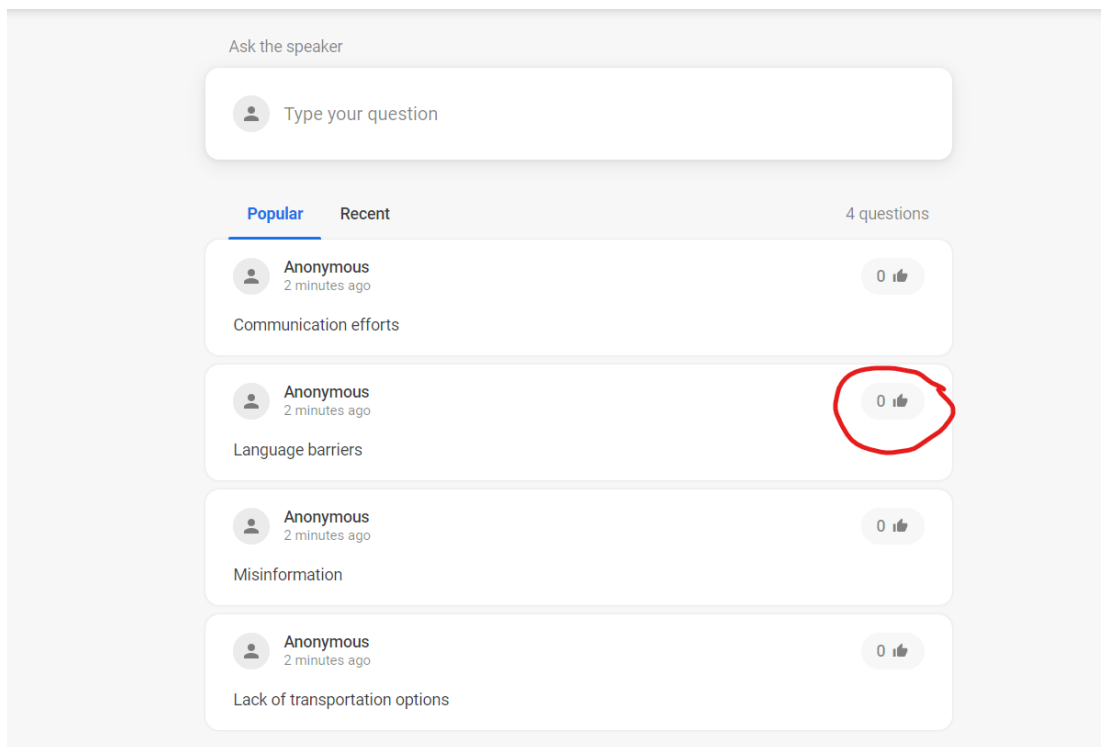 Ask the speaker
Type your question
Popular Recent 4 questions
Anonymous
2 minutes ago
0
Communication efforts
Anonymous
2 minutes ago
0
Language barriers
Anonymous
2 minutes ago
0
Misinformation
Anonymous
2 minutes ago
0
Lack of transportation options